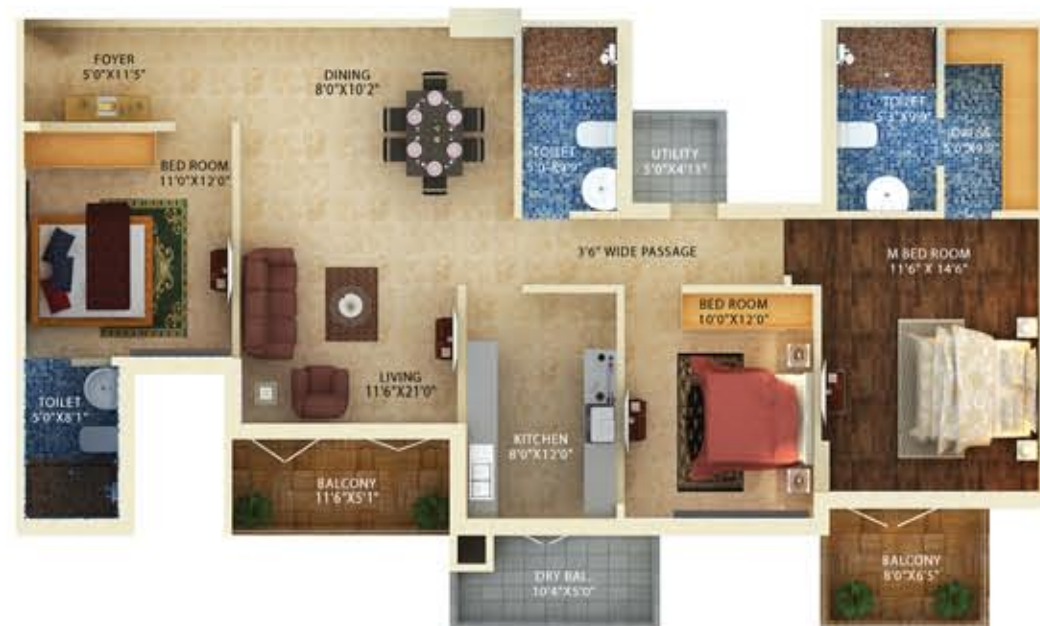 FOYER
5'0"X11'5"
DINING
8'0"X10'2"
BED ROOM
11'0"X12'0"
TOILET
UTILITY
5'0"X4'11"
TOILET
DRESS
3'6" WIDE PASSAGE
M BED ROOM
11'6" X 14'6"
BED ROOM
10'0"X12'0"
LIVING
11'6"X21'0"
TOILET
5'0"X8'1"
KITCHEN
8'0"X12'0"
BALCONY
11'6"X5'1"
DRY BAL.
10'4"X5'0"
BALCONY
8'0"X6'5"